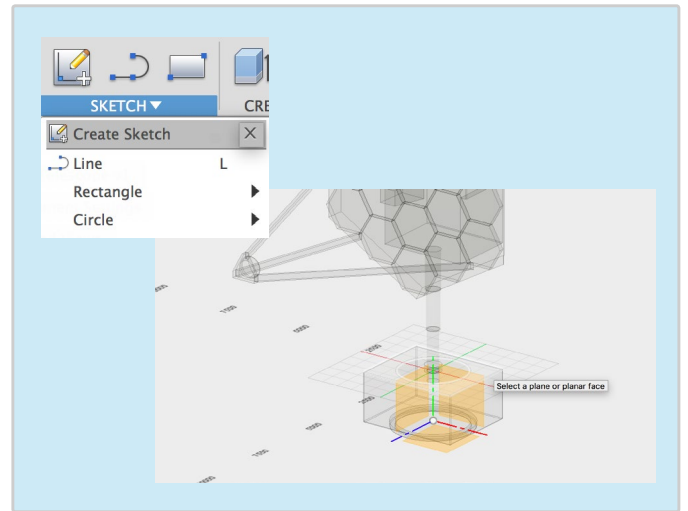 SKETCH▼
CRE
Create Sketch
Line L
Rectangle
Circle
Select a plane or planar face